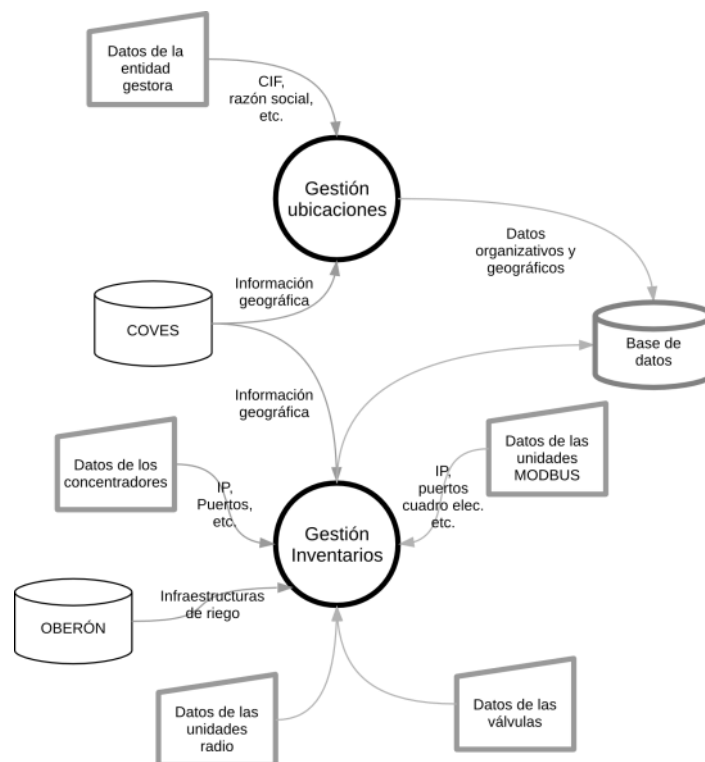 Datos de la
entidad
gestora
CIF,
razón social,
etc.
Gestión
ubicaciones
Datos
organizativos y
geográficos
Información
geográfica
COVES
Base de
datos
Información
geográfica
Datos de los
concentradores
IP,
Puertos,
etc.
Datos de las
unidades
MODBUS
IP,
puertos
cuadro elec.
etc.
Gestión
Inventarios
OBERÓN
Infraestructuras
de riego
Datos de las
unidades
radio
Datos de las
válvulas